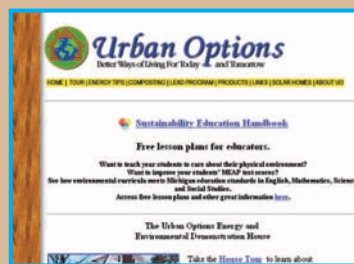 Urban Options
Better Ways of Living For Today and Tomorrow
HOME | TOUR | ENERGY TIPS | COMPOSTING | LEAD PROGRAM | PRODUCTS | LINKS | SOLAR HOMES | ABOUT UO
Sustainability Education Handbook
Free lesson plans for educators.
Want to teach your students to care about their physical environment?
Want to improve your students' MEAP test scores?
See how environmental curricula meets Michigan education standards in English, Mathematics, Science
and Social Studies.
Access free lesson plans and other great information here.
The Urban Options Energy and
Environmental Demonstration House
Take the House Tour to learn about